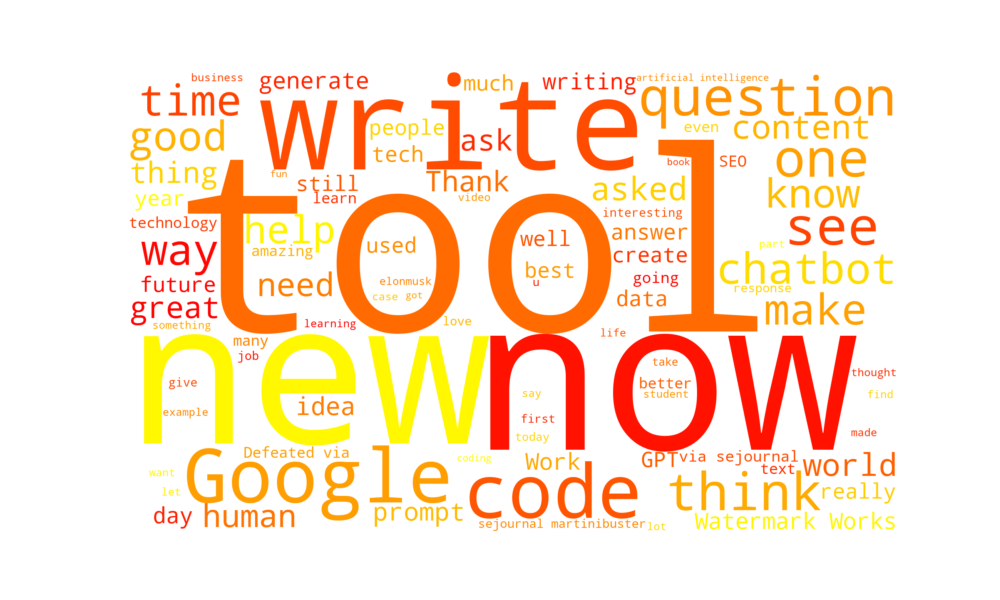 business
generate
much
writing
artificial intelligence
time
write
question
good
people
ask
even
content
tech
book
SEO
one
thing
fun
still
Thank
asked
know
year
learn
video
tool
technology
help
interesting
see
way
amazing
used
well
answer
part
best
create
chatbot
future
need
elonmusk
u
going
response
great
case
got
data
make
something
learning
love
many
life
job
new
now
take
thought
give
better
student
say
find
example
idea
first
today
made
Defeated via
coding
Work
GPT
via sejournal
world
want
Google
text
let
code
think
really
day
human
prompt
sejournal martinibuster
lot
Watermark Works